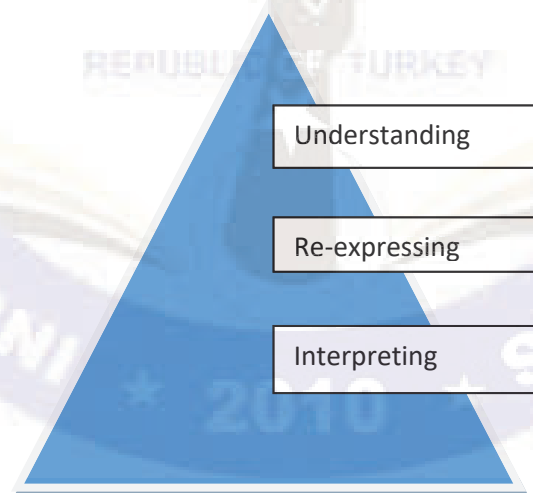 REPUBLIC OF TURKEY
Understanding
Re-expressing
Interpreting
* 2010 *